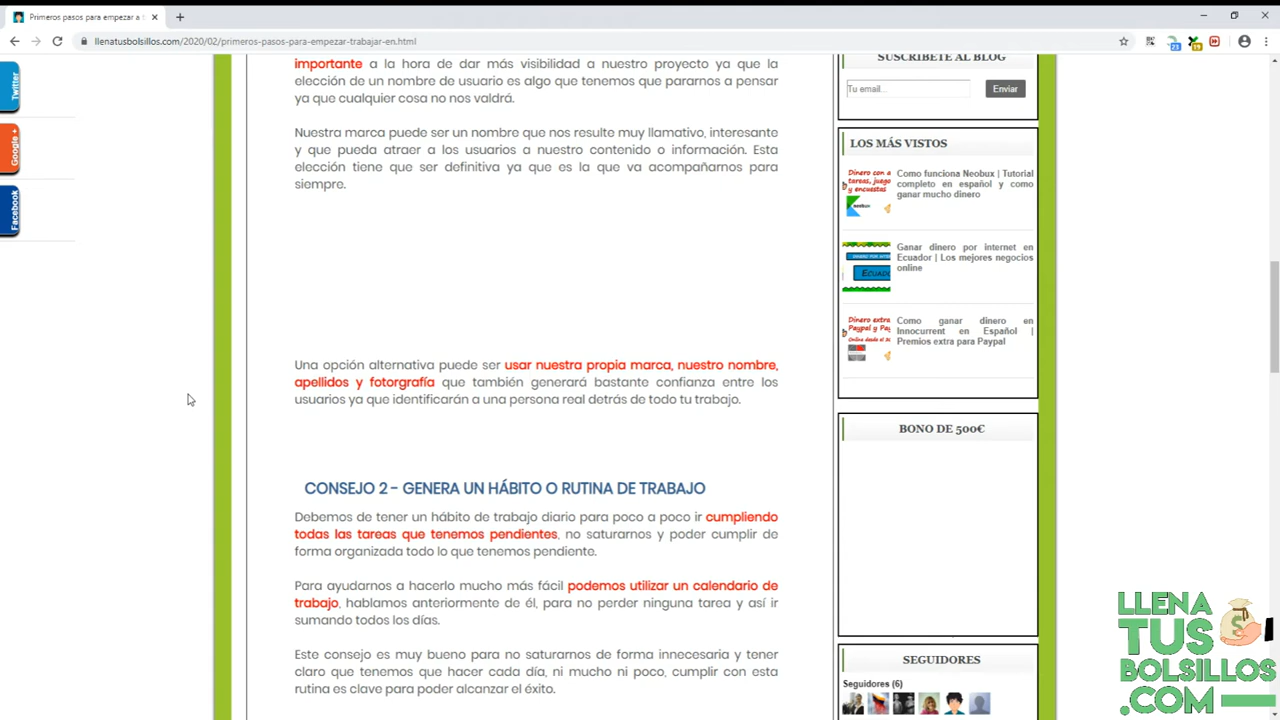 Primeros pasos para empezar a
llenatusbolsillos.com/2020/02/primeros-pasos-para-empezar-trabajar-en.html
Twitter
Google +
Facebook
importante a la hora de dar más visibilidad a nuestro proyecto ya que la
elección de un nombre de usuario es algo que tenemos que pararnos a pensar
ya que cualquier cosa no nos valdrá.
Nuestra marca puede ser un nombre que nos resulte muy llamativo, interesante
y que pueda atraer a los usuarios a nuestro contenido o información. Esta
elección tiene que ser definitiva ya que es la que va acompañarnos para
siempre.
Una opción alternativa puede ser usar nuestra propia marca, nuestro nombre,
apellidos y fotorgrafía que también generará bastante confianza entre los
usuarios ya que identificarán a una persona real detrás de todo tu trabajo.
CONSEJO 2 - GENERA UN HÁBITO O RUTINA DE TRABAJO
Debemos de tener un hábito de trabajo diario para poco a poco ir cumpliendo
todas las tareas que tenemos pendientes, no saturarnos y poder cumplir de
forma organizada todo lo que tenemos pendiente.
Para ayudarnos a hacerlo mucho más fácil podemos utilizar un calendario de
trabajo, hablamos anteriormente de él, para no perder ninguna tarea y así ir
sumando todos los días.
Este consejo es muy bueno para no saturarnos de forma innecesaria y tener
claro que tenemos que hacer cada día, ni mucho ni poco, cumplir con esta
rutina es clave para poder alcanzar el éxito.
SUSCRIBETE AL BLOG
Tu email...
Enviar
LOS MÁS VISTOS
Dinero con a
tareas, juego
y encuestas
neobux
Como funciona Neobux | Tutorial
completo en español y como
ganar mucho dinero
Ganar dinero por internet en
Ecuador | Los mejores negocios
online
Dinero extra
Paypal y Pay
Como ganar dinero en
Innocurrent en Español |
Premios extra para Paypal
BONO DE 500€
SEGUIDORES
Seguidores (6)
LLENA
TUS
BOLSILLOS
.COM